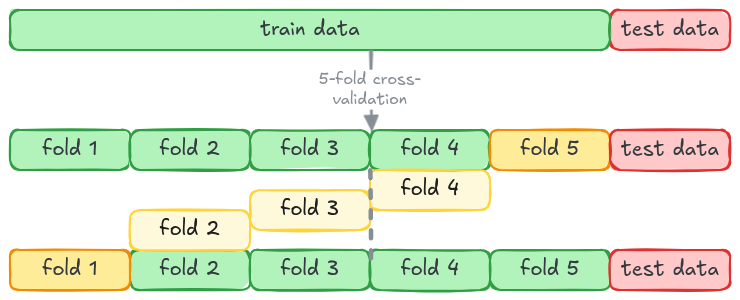 train data test data
5-fold cross-
validation
fold 1 fold 2 fold 3 fold 4 fold 5 test data
fold 4
fold 3
fold 2
fold 1 fold 2 fold 3 fold 4 fold 5 test data